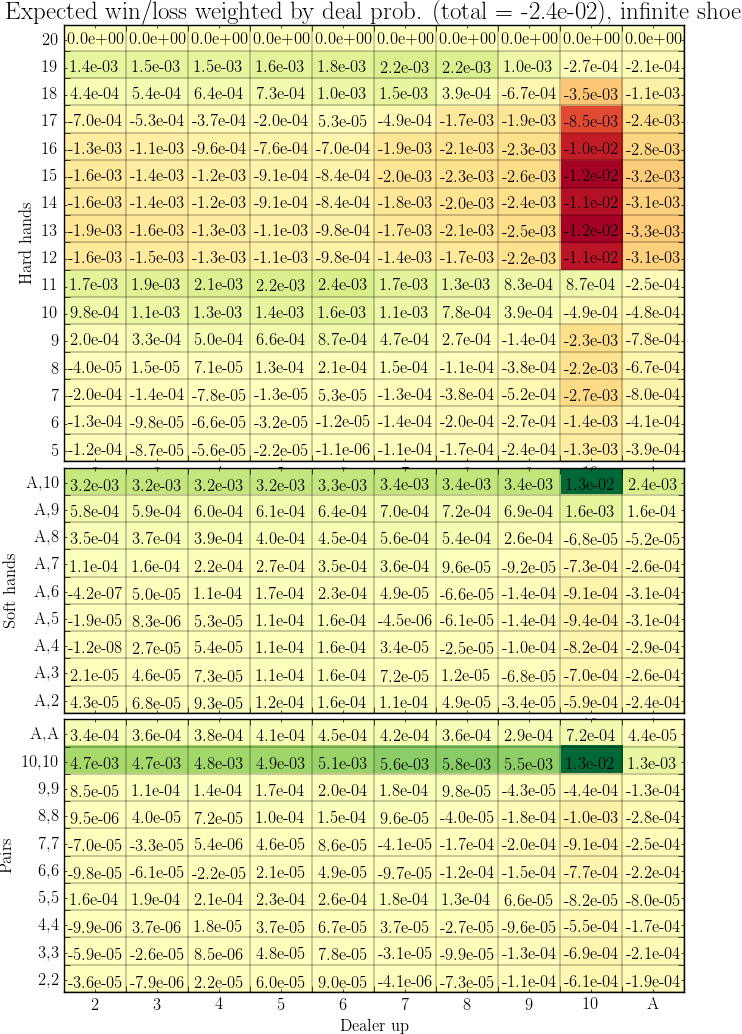 Expected win/loss weighted by deal prob. (total = -2.4e-02), infinite shoe
20 0.0e+00 0.0e+00 0.0e+00 0.0e+00 0.0e+00 0.0e+00 0.0e+00 0.0e+00 0.0e+00 0.0e+00
19 1.4e-03 1.5e-03 1.5e-03 1.6e-03 1.8e-03 2.2e-03 2.2e-03 1.0e-03 -2.7e-04 -2.1e-04
18 4.4e-04 5.4e-04 6.4e-04 7.3e-04 1.0e-03 1.5e-03 3.9e-04 -6.7e-04 -3.5e-03 -1.1e-03
17 -7.0e-04 -5.3e-04 -3.7e-04 -2.0e-04 5.3e-05 -4.9e-04 -1.7e-03 -1.9e-03 -8.5e-03 -2.4e-03
16 -1.3e-03 -1.1e-03 -9.6e-04 -7.6e-04 -7.0e-04 -1.9e-03 -2.1e-03 -2.3e-03 -1.0e-02 -2.8e-03
15 -1.6e-03 -1.4e-03 -1.2e-03 -9.1e-04 -8.4e-04 -2.0e-03 -2.3e-03 -2.6e-03 -1.2e-02 -3.2e-03
14 -1.6e-03 -1.4e-03 -1.2e-03 -9.1e-04 -8.4e-04 -1.8e-03 -2.0e-03 -2.4e-03 -1.1e-02 -3.1e-03
13 -1.9e-03 -1.6e-03 -1.3e-03 -1.1e-03 -9.8e-04 -1.7e-03 -2.1e-03 -2.5e-03 -1.2e-02 -3.3e-03
12 -1.6e-03 -1.5e-03 -1.3e-03 -1.1e-03 -9.8e-04 -1.4e-03 -1.7e-03 -2.2e-03 -1.1e-02 -3.1e-03
11 1.7e-03 1.9e-03 2.1e-03 2.2e-03 2.4e-03 1.7e-03 1.3e-03 8.3e-04 8.7e-04 -2.5e-04
10 9.8e-04 1.1e-03 1.3e-03 1.4e-03 1.6e-03 1.1e-03 7.8e-04 3.9e-04 -4.9e-04 -4.8e-04
9 2.0e-04 3.3e-04 5.0e-04 6.6e-04 8.7e-04 4.7e-04 2.7e-04 -1.4e-04 -2.3e-03 -7.8e-04
8 -4.0e-05 1.5e-05 7.1e-05 1.3e-04 2.1e-04 1.5e-04 -1.1e-04 -3.8e-04 -2.2e-03 -6.7e-04
7 -2.0e-04 -1.4e-04 -7.8e-05 -1.3e-05 5.3e-05 -1.3e-04 -3.8e-04 -5.2e-04 -2.7e-03 -8.0e-04
6 -1.3e-04 -9.8e-05 -6.6e-05 -3.2e-05 -1.2e-05 -1.4e-04 -2.0e-04 -2.7e-04 -1.4e-03 -4.1e-04
5 -1.2e-04 -8.7e-05 -5.6e-05 -2.2e-05 -1.1e-06 -1.1e-04 -1.7e-04 -2.4e-04 -1.3e-03 -3.9e-04
Hard hands
A,10 3.2e-03 3.2e-03 3.2e-03 3.2e-03 3.3e-03 3.4e-03 3.4e-03 3.4e-03 1.3e-02 2.4e-03
A,9 5.8e-04 5.9e-04 6.0e-04 6.1e-04 6.4e-04 7.0e-04 7.2e-04 6.9e-04 1.6e-03 1.6e-04
A,8 3.5e-04 3.7e-04 3.9e-04 4.0e-04 4.5e-04 5.6e-04 5.4e-04 2.6e-04 -6.8e-05 -5.2e-05
A,7 1.1e-04 1.6e-04 2.2e-04 2.7e-04 3.5e-04 3.6e-04 9.6e-05 -9.2e-05 -7.3e-04 -2.6e-04
A,6 -4.2e-07 5.0e-05 1.1e-04 1.7e-04 2.3e-04 4.9e-05 -6.6e-05 -1.4e-04 -9.1e-04 -3.1e-04
A,5 -1.9e-05 8.3e-06 5.3e-05 1.1e-04 1.6e-04 -4.5e-06 -6.1e-05 -1.4e-04 -9.4e-04 -3.1e-04
A,4 -1.2e-08 2.7e-05 5.4e-05 1.1e-04 1.6e-04 3.4e-05 -2.5e-05 -1.0e-04 -8.2e-04 -2.9e-04
A,3 2.1e-05 4.6e-05 7.3e-05 1.1e-04 1.6e-04 7.2e-05 1.2e-05 -6.8e-05 -7.0e-04 -2.6e-04
A,2 4.3e-05 6.8e-05 9.3e-05 1.2e-04 1.6e-04 1.1e-04 4.9e-05 -3.4e-05 -5.9e-04 -2.4e-04
Soft hands
A,A 3.4e-04 3.6e-04 3.8e-04 4.1e-04 4.5e-04 4.2e-04 3.6e-04 2.9e-04 7.2e-04 4.4e-05
10,10 4.7e-03 4.7e-03 4.8e-03 4.9e-03 5.1e-03 5.6e-03 5.8e-03 5.5e-03 1.3e-02 1.3e-03
9,9 8.5e-05 1.1e-04 1.4e-04 1.7e-04 2.0e-04 1.8e-04 9.8e-05 -4.3e-05 -4.4e-04 -1.3e-04
8,8 9.5e-06 4.0e-05 7.2e-05 1.0e-04 1.5e-04 9.6e-05 -4.0e-05 -1.8e-04 -1.0e-03 -2.8e-04
7,7 -7.0e-05 -3.3e-05 5.4e-06 4.6e-05 8.6e-05 -4.1e-05 -1.7e-04 -2.0e-04 -9.1e-04 -2.5e-04
6,6 -9.8e-05 -6.1e-05 -2.2e-05 2.1e-05 4.9e-05 -9.7e-05 -1.2e-04 -1.5e-04 -7.7e-04 -2.2e-04
5,5 1.6e-04 1.9e-04 2.1e-04 2.3e-04 2.6e-04 1.8e-04 1.3e-04 6.6e-05 -8.2e-05 -8.0e-05
4,4 -9.9e-06 3.7e-06 1.8e-05 3.7e-05 6.7e-05 3.7e-05 -2.7e-05 -9.6e-05 -5.5e-04 -1.7e-04
3,3 -5.9e-05 -2.6e-05 8.5e-06 4.8e-05 7.8e-05 -3.1e-05 -9.9e-05 -1.3e-04 -6.9e-04 -2.1e-04
2,2 -3.6e-05 -7.9e-06 2.2e-05 6.0e-05 9.0e-05 -4.1e-06 -7.3e-05 -1.1e-04 -6.1e-04 -1.9e-04
Pairs
2 3 4 5 6 7 8 9 10 A
Dealer up